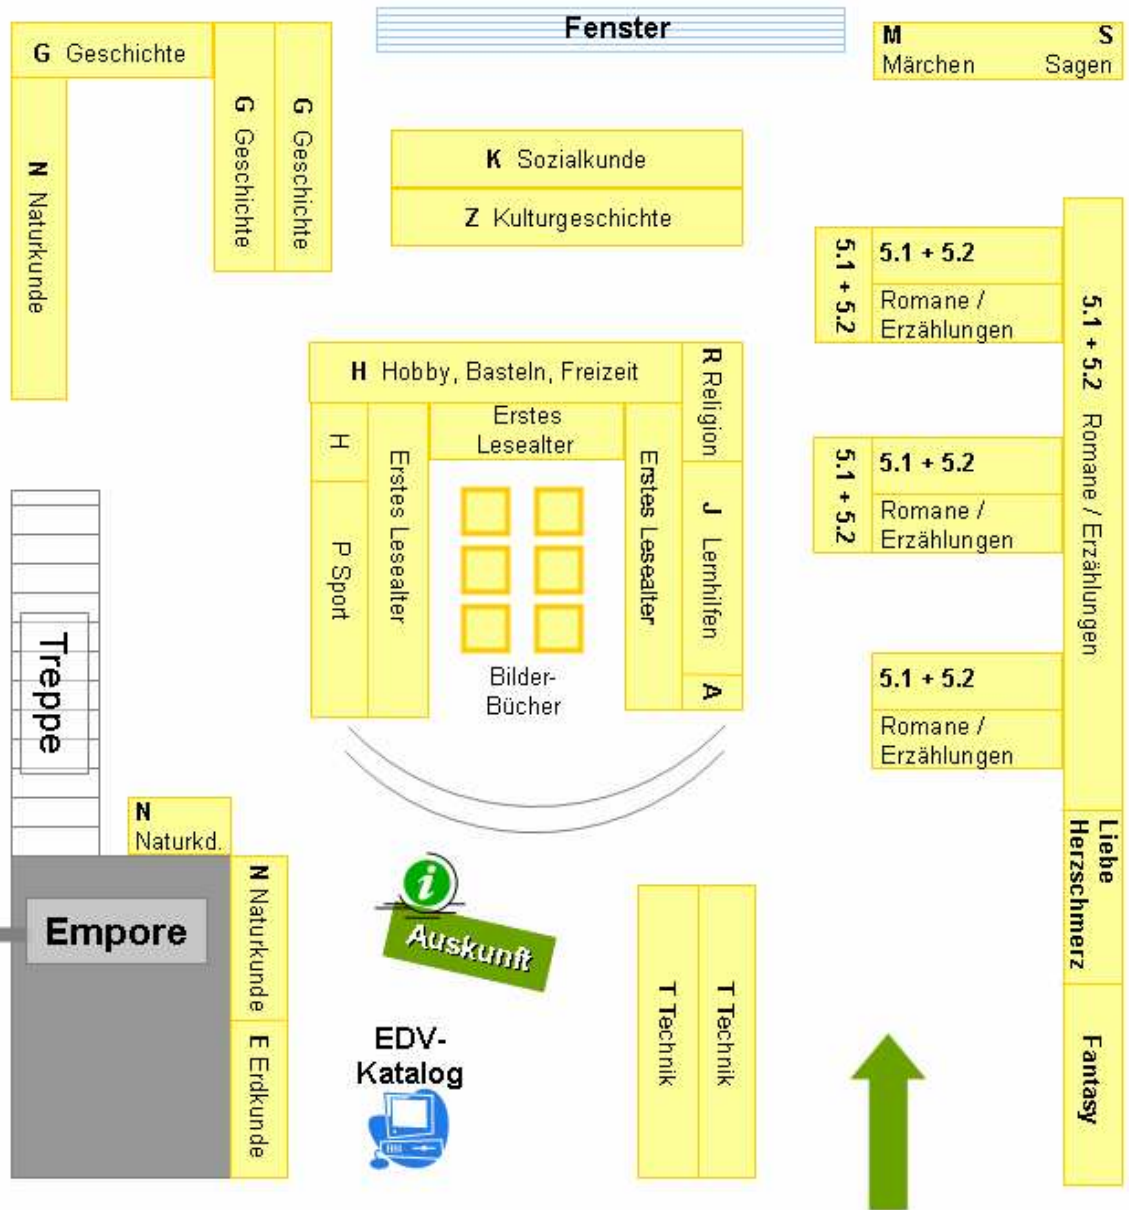 Fenster
G Geschichte
G Geschichte
G Geschichte
N Naturkunde
M S
Märchen Sagen
K Sozialkunde
Z Kulturgeschichte
5.1 + 5.2
5.1 + 5.2
Romane /
Erzählungen
5.1 + 5.2 Romane / Erzählungen
H Hobby, Basteln, Freizeit
R Religion
H
Erstes Lesealter
Erstes
Lesealter
Erstes Lesealter
5.1 + 5.2
5.1 + 5.2
Romane /
Erzählungen
P Sport
J Lernhilfen
A
Bilder-
Bücher
Treppe
5.1 + 5.2
Romane /
Erzählungen
N
Naturkd.
Liebe
Herzschmerz
N Naturkunde
Empore
i
Auskunft
E Erdkunde
EDV-
Katalog
T Technik
T Technik
Fantasy